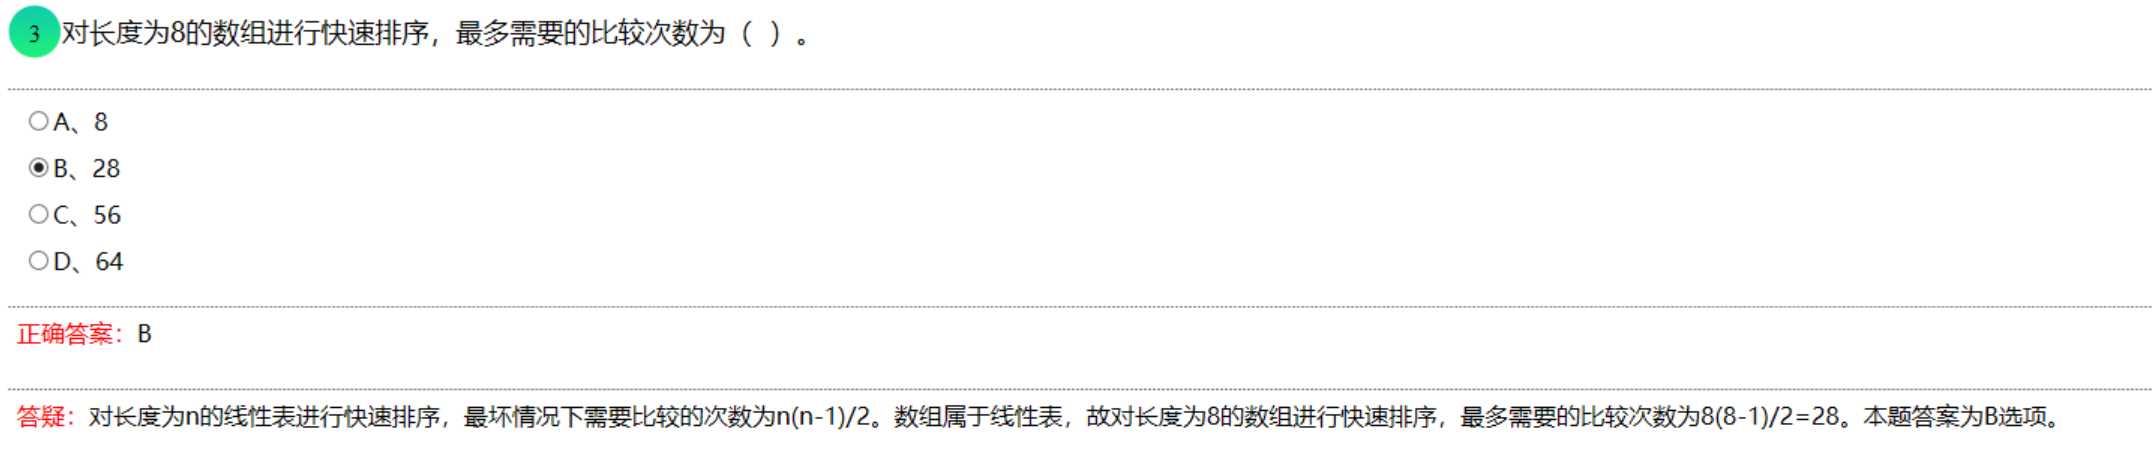 3 对长度为8的数组进行快速排序，最多需要的比较次数为（ ）。
A、8
B、28
C、56
D、64
正确答案：B
答疑：对长度为n的线性表进行快速排序，最坏情况下需要比较的次数为n(n-1)/2。数组属于线性表，故对长度为8的数组进行快速排序，最多需要的比较次数为8(8-1)/2=28。本题答案为B选项。